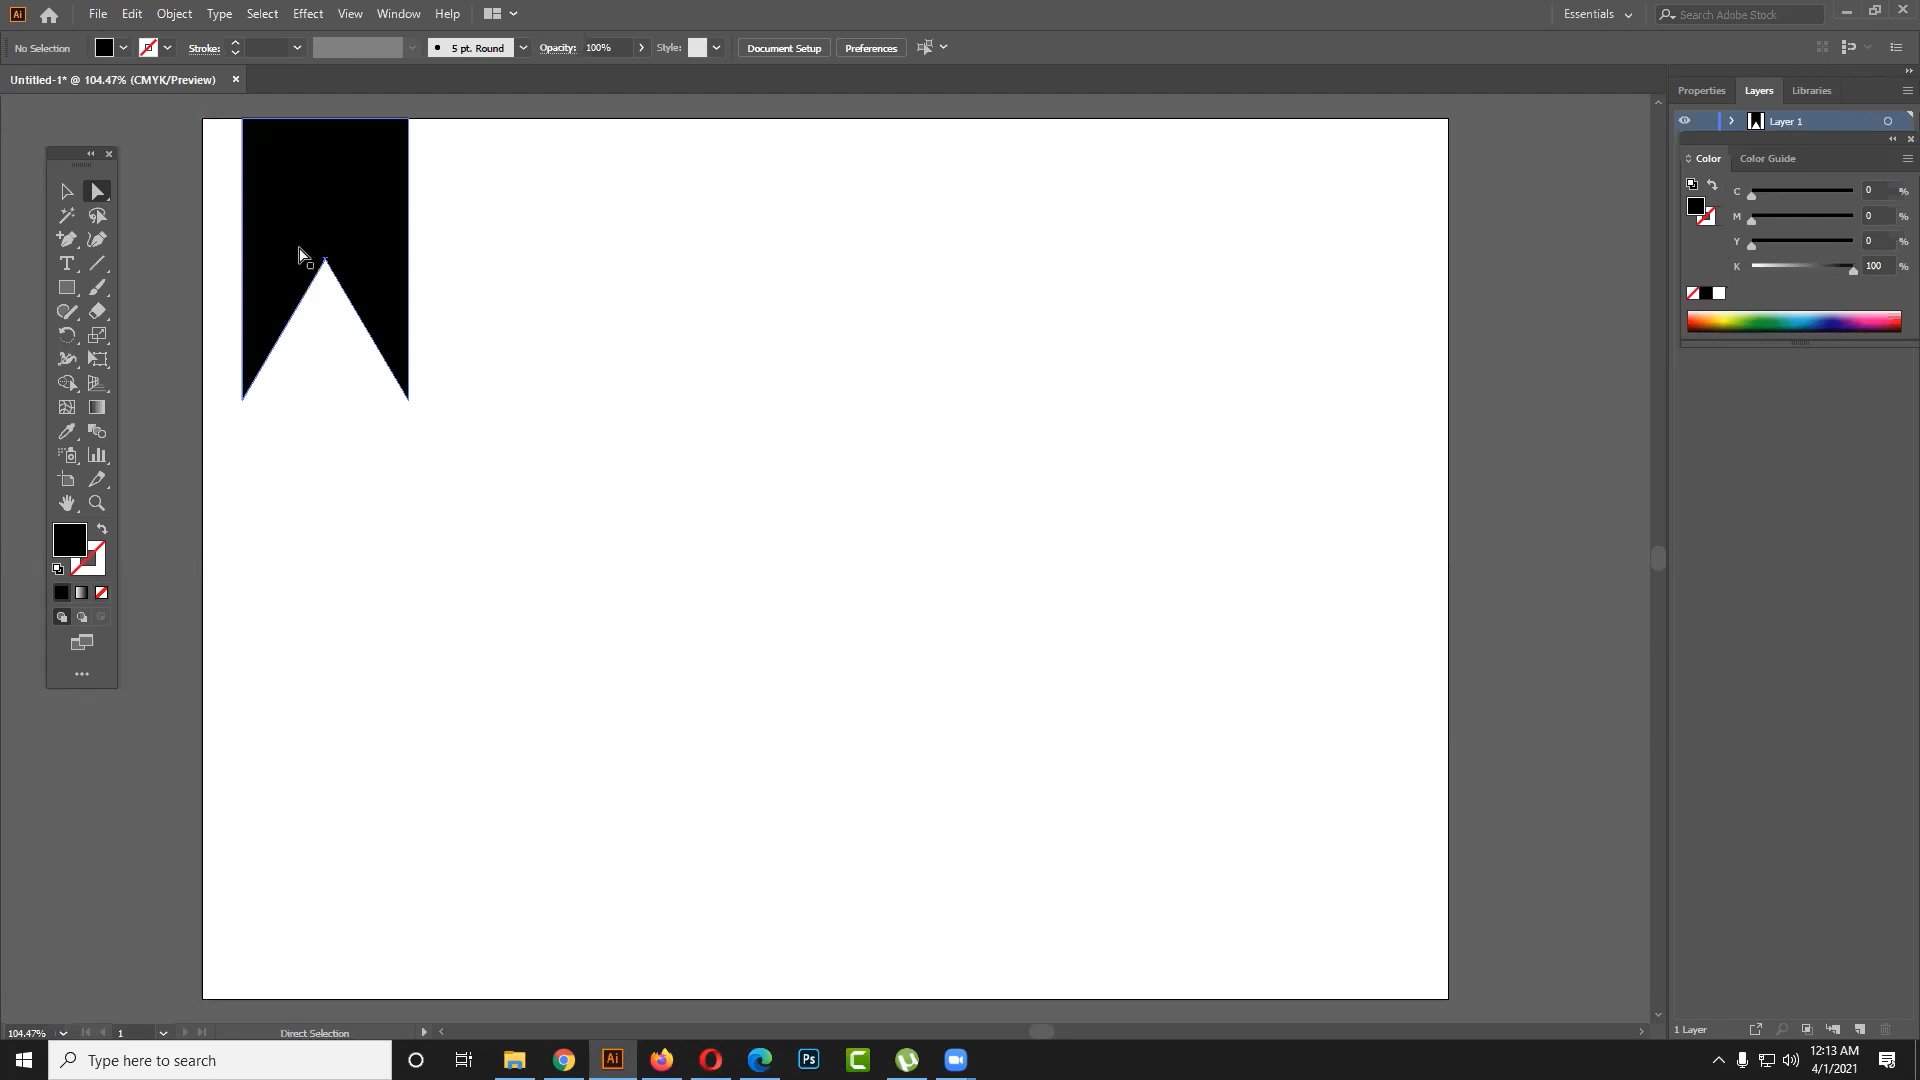 Ai File Edit Object Type Select Effect View Window Help Essentials Search Adobe Stock
No Selection Stroke: 5 pt. Round Opacity: 100% Style: Document Setup Preferences
Untitled-1* @ 104.47% (CMYK/Preview) ×
Properties Layers Libraries
Layer 1
Color Color Guide
C 0 %
M 0 %
Y 0 %
K 100 %
104.47% 1 Direct Selection
1 Layer
Type here to search
Ai
Ps
C
12:13 AM
4/1/2021